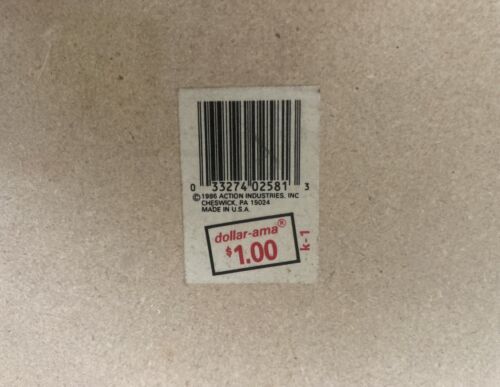 0 33274 02581 3
©1986 ACTION INDUSTRIES, INC
CHESWICK, PA 15024
MADE IN U.S.A.
dollar-ama®
$1.00
k-1